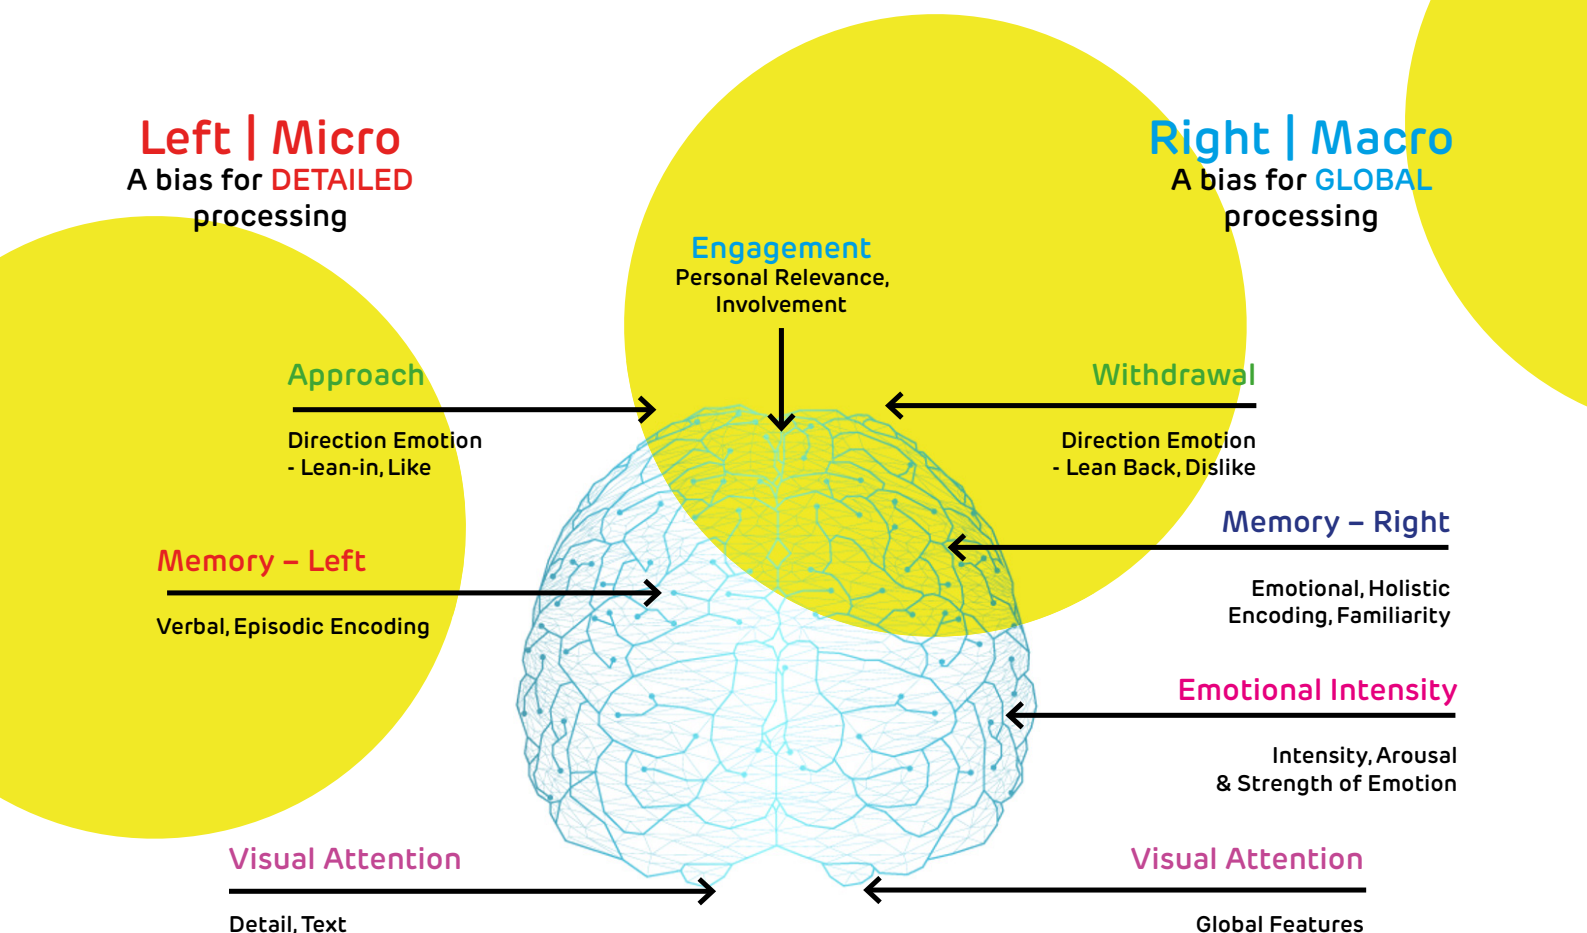 Left | Micro
A bias for DETAILED
processing
Right | Macro
A bias for GLOBAL
processing
Engagement
Personal Relevance,
Involvement
Approach
Direction Emotion
- Lean-in, Like
Withdrawal
Direction Emotion
- Lean Back, Dislike
Memory – Left
Verbal, Episodic Encoding
Memory – Right
Emotional, Holistic
Encoding, Familiarity
Emotional Intensity
Intensity, Arousal
& Strength of Emotion
Visual Attention
Detail, Text
Visual Attention
Global Features